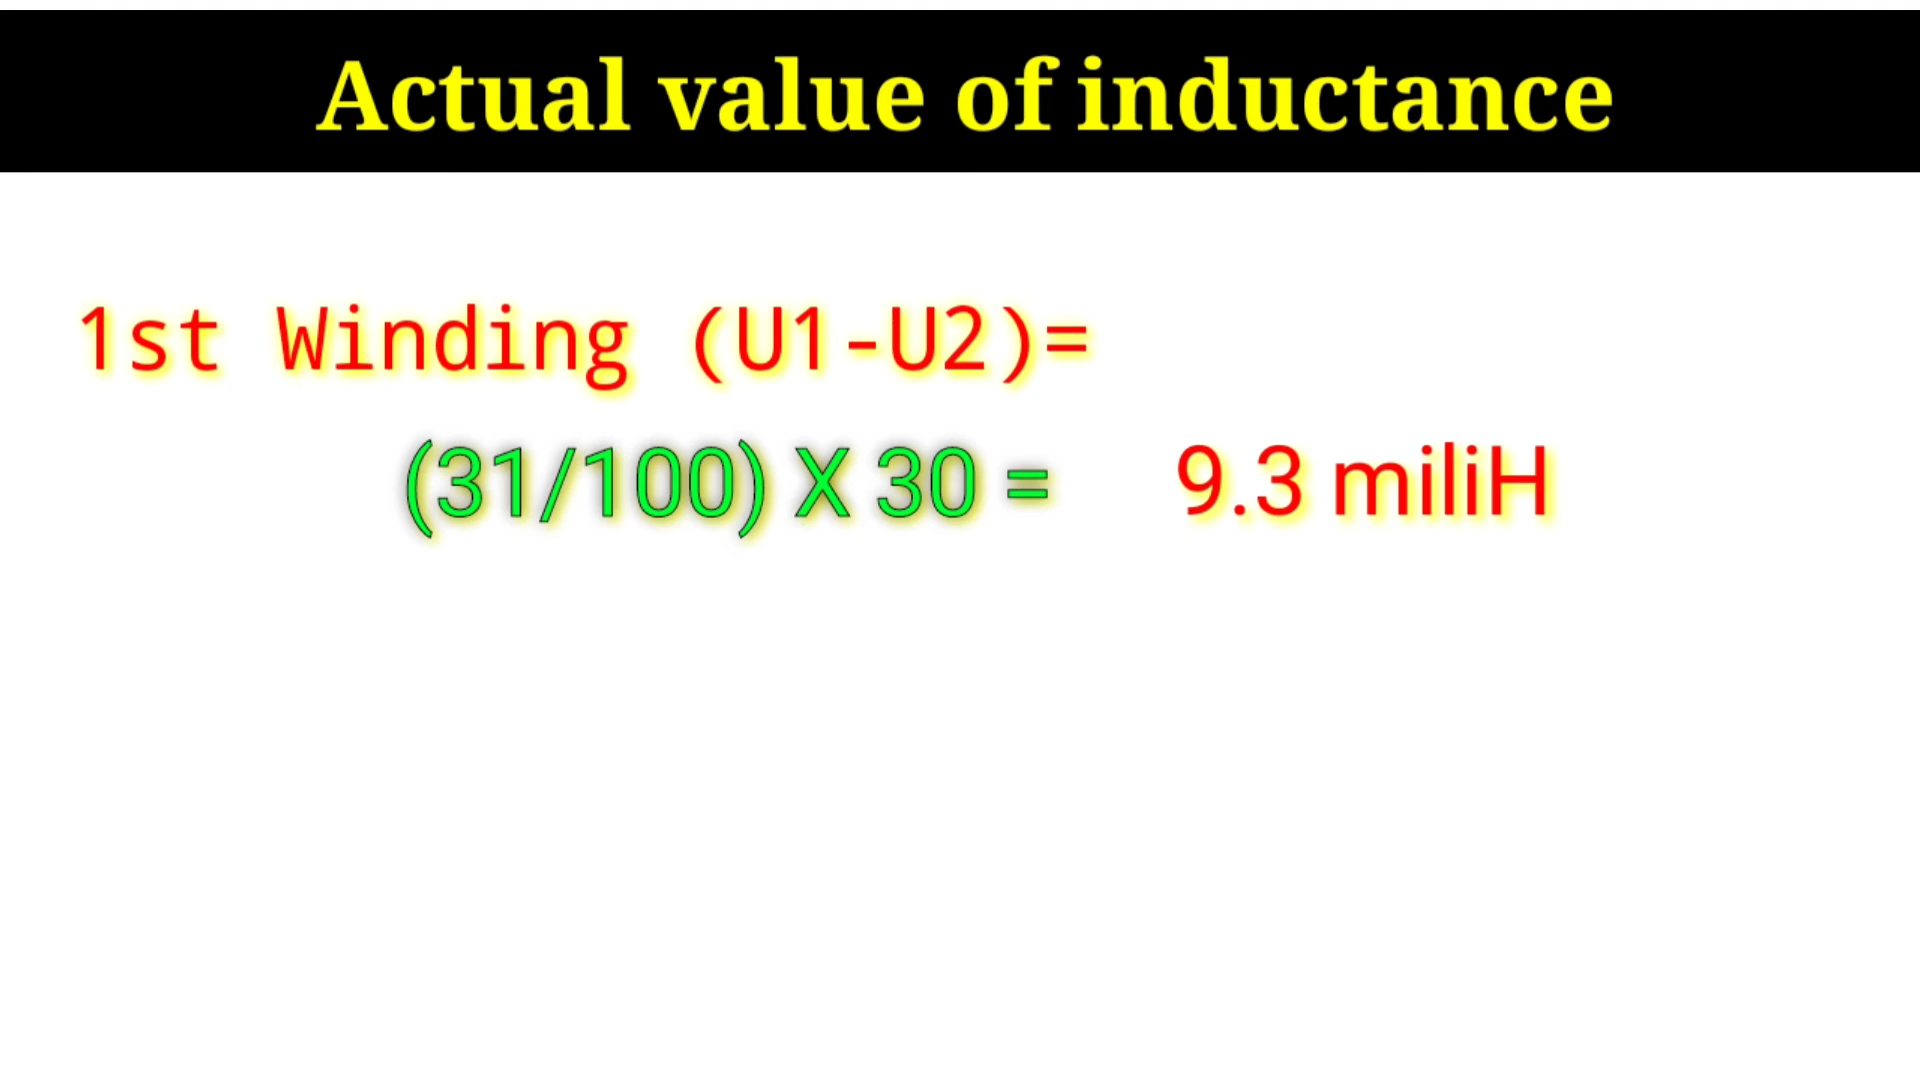 Actual value of inductance
1st Winding (U1-U2)=
(31/100) X 30 = 9.3 miliH